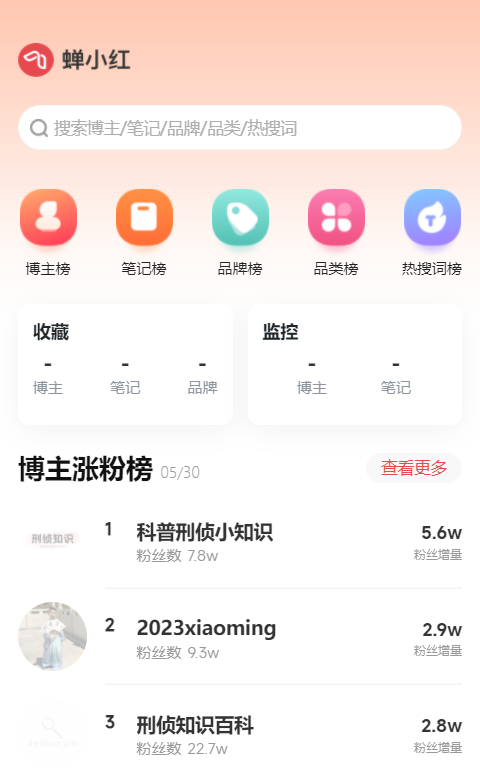 蝉小红
搜索博主/笔记/品牌/品类/热搜词
博主榜 笔记榜 品牌榜 品类榜 热搜词榜
收藏 监控
- - - - -
博主 笔记 品牌 博主 笔记
博主涨粉榜 05/30 查看更多
刑侦知识
1 科普刑侦小知识 5.6w
粉丝数 7.8w 粉丝增量
2 2023xiaoming 2.9w
粉丝数 9.3w 粉丝增量
3 刑侦知识百科 2.8w
粉丝数 22.7w 粉丝增量